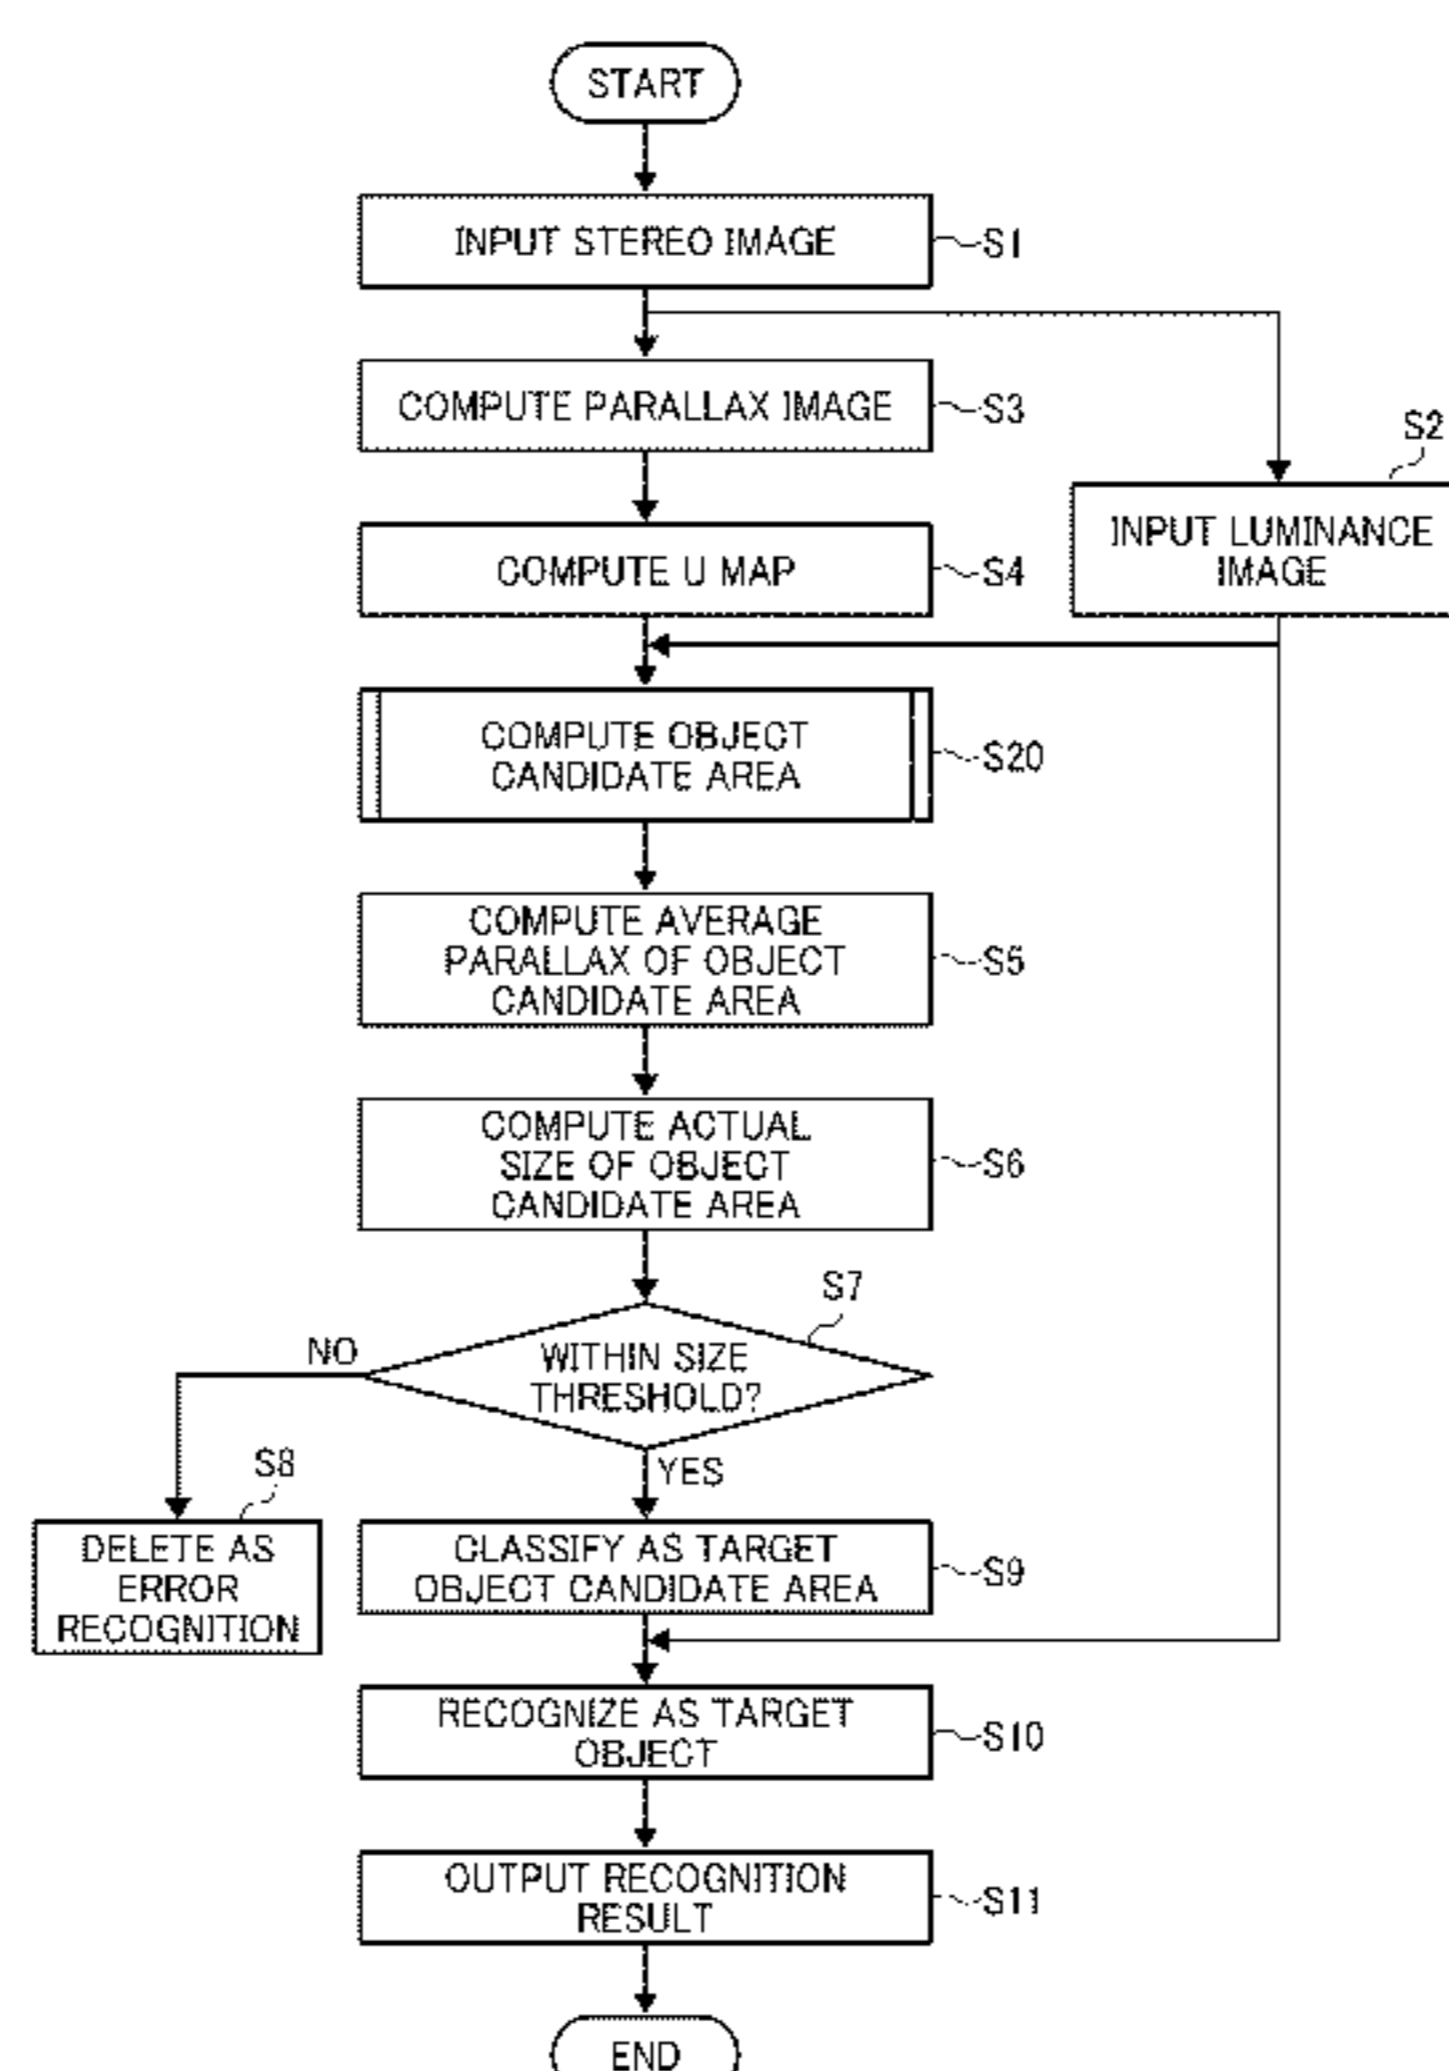 START
INPUT STEREO IMAGE
S1
COMPUTE PARALLAX IMAGE
S3
S2
INPUT LUMINANCE
IMAGE
COMPUTE U MAP
S4
COMPUTE OBJECT
CANDIDATE AREA
S20
COMPUTE AVERAGE
PARALLAX OF OBJECT
CANDIDATE AREA
S5
COMPUTE ACTUAL
SIZE OF OBJECT
CANDIDATE AREA
S6
S7
WITHIN SIZE
THRESHOLD?
NO
YES
S8
DELETE AS
ERROR
RECOGNITION
CLASSIFY AS TARGET
OBJECT CANDIDATE AREA
S9
RECOGNIZE AS TARGET
OBJECT
S10
OUTPUT RECOGNITION
RESULT
S11
END